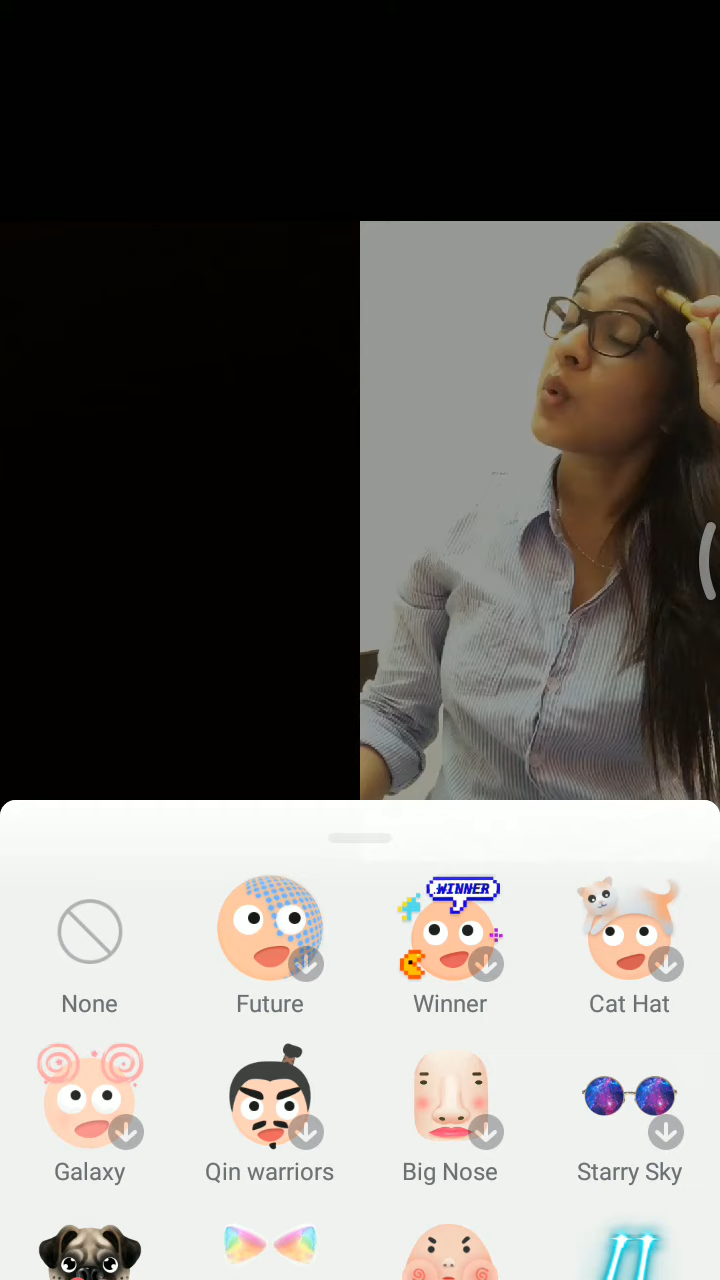 WINNER
None
Future
Winner
Cat Hat
Galaxy
Qin warriors
Big Nose
Starry Sky